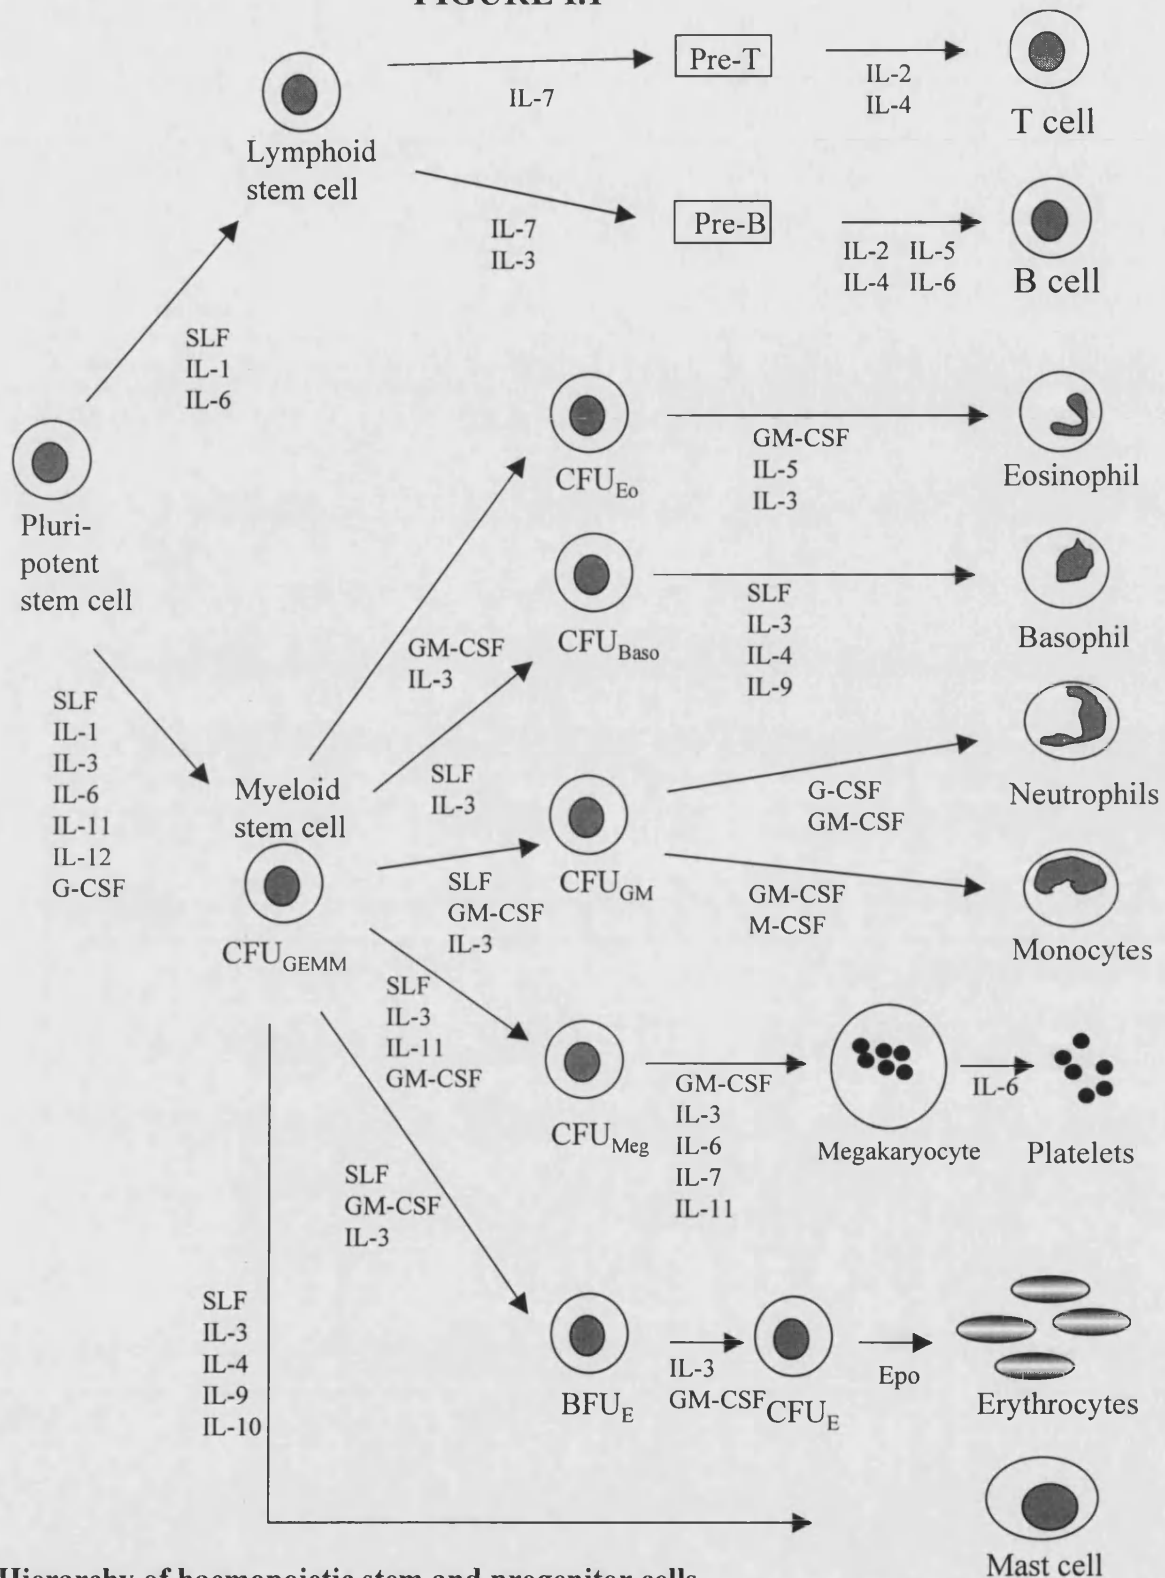 FIGURE 1.1
Pre-T
IL-7
IL-2
IL-4
T cell
Lymphoid
stem cell
IL-7
IL-3
Pre-B
IL-2 IL-5
IL-4 IL-6
B cell
SLF
IL-1
IL-6
Pluri-
potent
stem cell
CFUEo
GM-CSF
IL-5
IL-3
Eosinophil
GM-CSF
IL-3
CFUBaso
SLF
IL-3
IL-4
IL-9
Basophil
SLF
IL-1
IL-3
IL-6
IL-11
IL-12
G-CSF
Myeloid
stem cell
CFUGEMM
SLF
IL-3
G-CSF
GM-CSF
Neutrophils
SLF
GM-CSF
IL-3
CFUGM
GM-CSF
M-CSF
Monocytes
SLF
IL-3
IL-11
GM-CSF
CFUMeg
GM-CSF
IL-3
IL-6
IL-7
IL-11
Megakaryocyte
IL-6
Platelets
SLF
GM-CSF
IL-3
BFUE
IL-3
GM-CSF
CFUE
Epo
Erythrocytes
SLF
IL-3
IL-4
IL-9
IL-10
Mast cell
Hierarchy of haemopoietic stem and progenitor cells